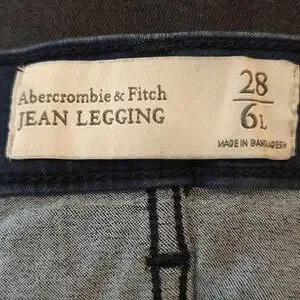 Abercrombie & Fitch
JEAN LEGGING
28
6L
MADE IN BANGLADESH